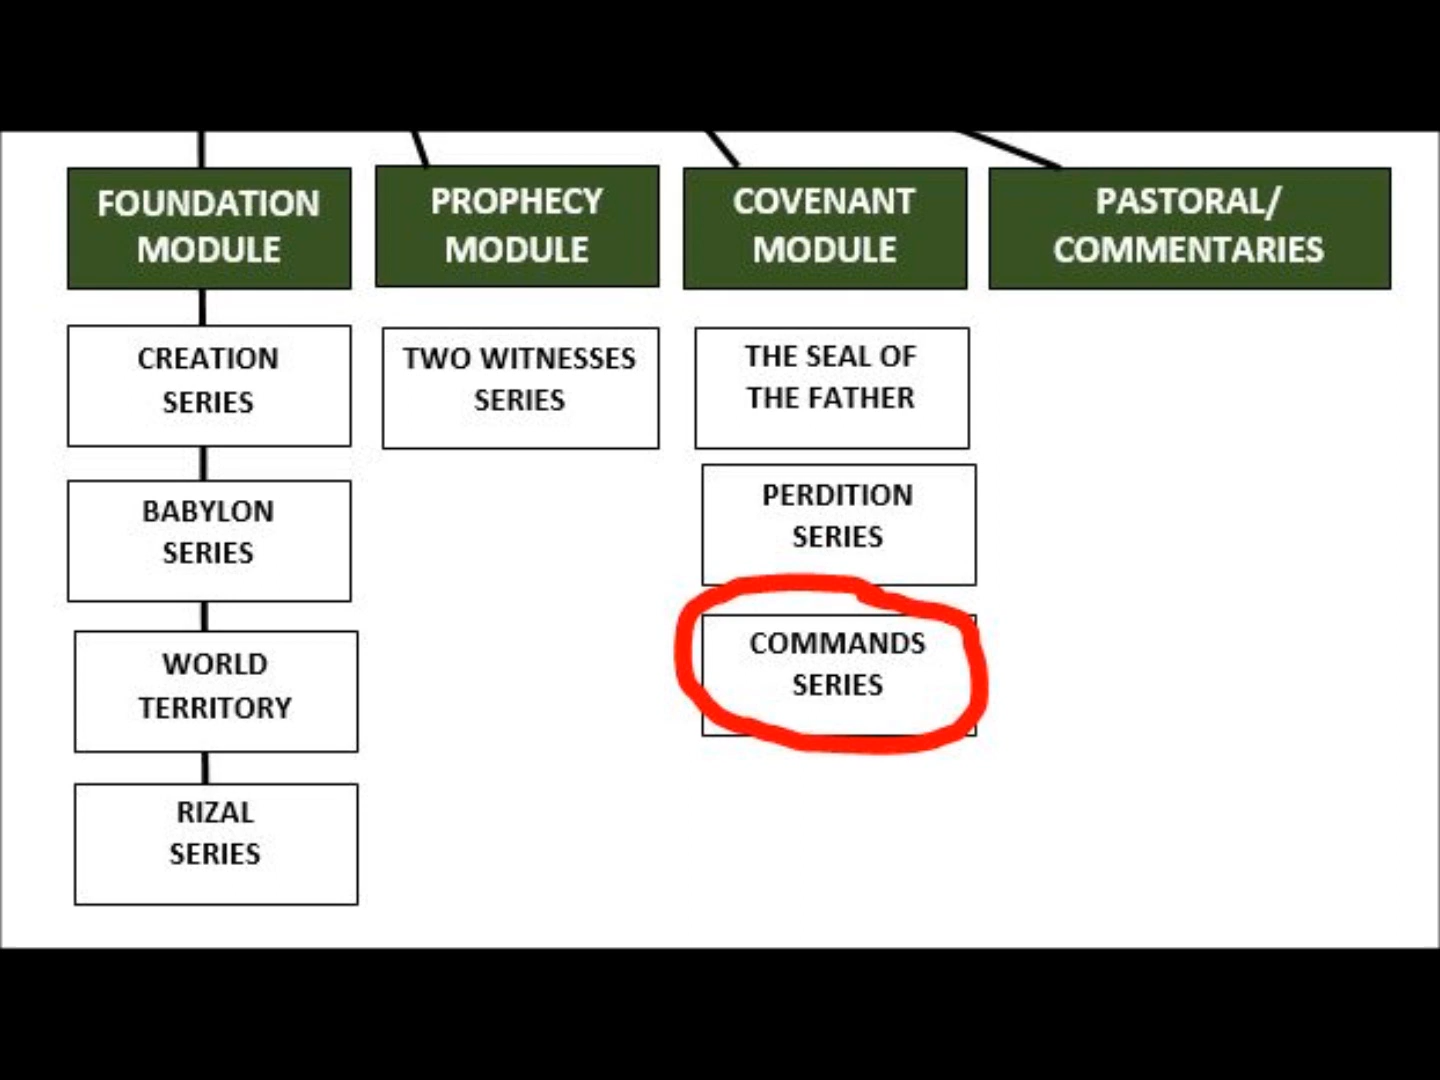 FOUNDATION
MODULE
PROPHECY
MODULE
COVENANT
MODULE
PASTORAL/
COMMENTARIES
CREATION
SERIES
TWO WITNESSES
SERIES
THE SEAL OF
THE FATHER
BABYLON
SERIES
PERDITION
SERIES
WORLD
TERRITORY
COMMANDS
SERIES
RIZAL
SERIES